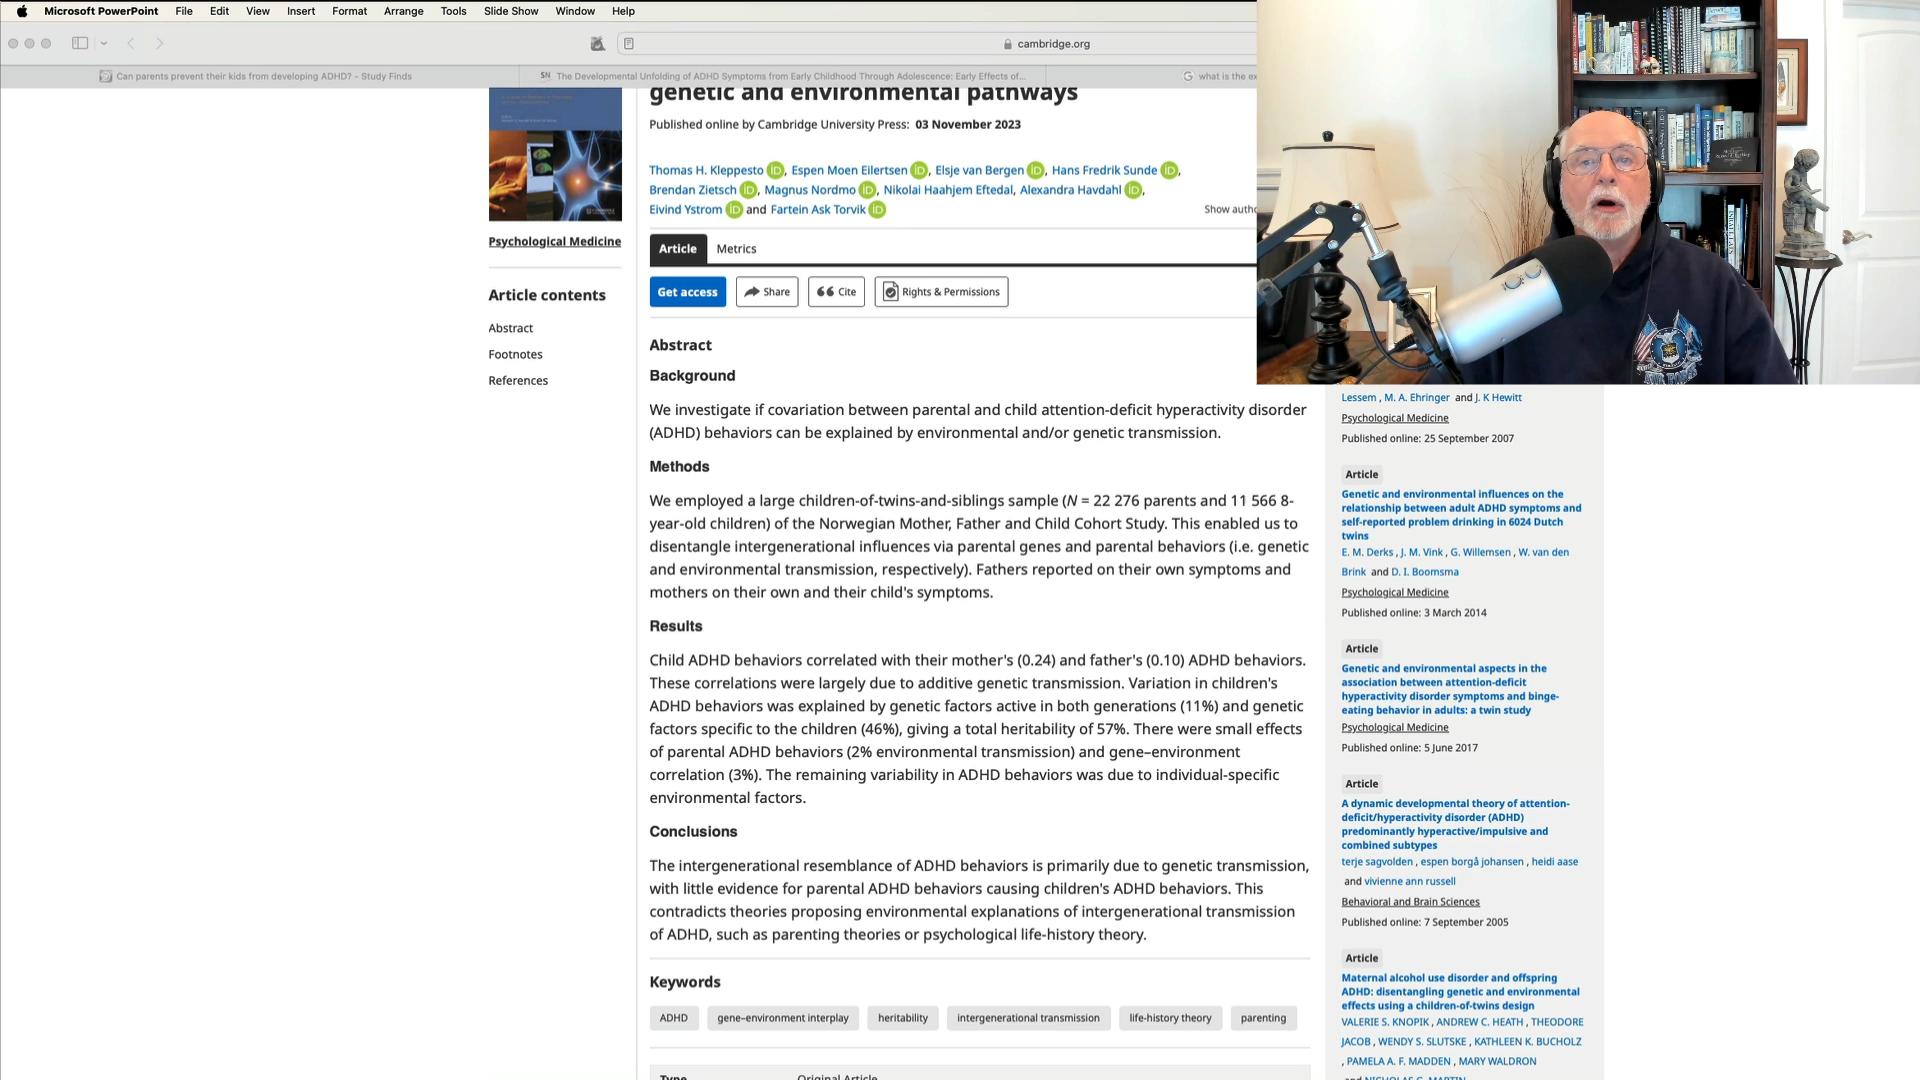 Microsoft PowerPoint File Edit View Insert Format Arrange Tools Slide Show Window Help
cambridge.org
Can parents prevent their kids from developing ADHD? - Study Finds
SN The Developmental Unfolding of ADHD Symptoms from Early Childhood Through Adolescence: Early Effects of...
G what is the ex
genetic and environmental pathways
Published online by Cambridge University Press: 03 November 2023
Thomas H. Kleppesto iD, Espen Moen Eilertsen iD, Elsje van Bergen iD, Hans Fredrik Sunde iD,
Brendan Zietsch iD, Magnus Nordmo iD, Nikolai Haahjem Eftedal, Alexandra Havdahl iD,
Eivind Ystrom iD and Fartein Ask Torvik iD
Show autho
Psychological Medicine
Article contents
Abstract
Footnotes
References
Article Metrics
Get access Share Cite Rights & Permissions
Abstract
Background
We investigate if covariation between parental and child attention-deficit hyperactivity disorder
(ADHD) behaviors can be explained by environmental and/or genetic transmission.
Methods
We employed a large children-of-twins-and-siblings sample (N = 22 276 parents and 11 566 8-
year-old children) of the Norwegian Mother, Father and Child Cohort Study. This enabled us to
disentangle intergenerational influences via parental genes and parental behaviors (i.e. genetic
and environmental transmission, respectively). Fathers reported on their own symptoms and
mothers on their own and their child's symptoms.
Results
Child ADHD behaviors correlated with their mother's (0.24) and father's (0.10) ADHD behaviors.
These correlations were largely due to additive genetic transmission. Variation in children's
ADHD behaviors was explained by genetic factors active in both generations (11%) and genetic
factors specific to the children (46%), giving a total heritability of 57%. There were small effects
of parental ADHD behaviors (2% environmental transmission) and gene–environment
correlation (3%). The remaining variability in ADHD behaviors was due to individual-specific
environmental factors.
Conclusions
The intergenerational resemblance of ADHD behaviors is primarily due to genetic transmission,
with little evidence for parental ADHD behaviors causing children's ADHD behaviors. This
contradicts theories proposing environmental explanations of intergenerational transmission
of ADHD, such as parenting theories or psychological life-history theory.
Keywords
ADHD gene–environment interplay heritability intergenerational transmission life-history theory parenting
Type Original Article
Lessem , M. A. Ehringer and J. K Hewitt
Psychological Medicine
Published online: 25 September 2007
Article
Genetic and environmental influences on the
relationship between adult ADHD symptoms and
self-reported problem drinking in 6024 Dutch
twins
E. M. Derks , J. M. Vink , G. Willemsen , W. van den
Brink and D. I. Boomsma
Psychological Medicine
Published online: 3 March 2014
Article
Genetic and environmental aspects in the
association between attention-deficit
hyperactivity disorder symptoms and binge-
eating behavior in adults: a twin study
Psychological Medicine
Published online: 5 June 2017
Article
A dynamic developmental theory of attention-
deficit/hyperactivity disorder (ADHD)
predominantly hyperactive/impulsive and
combined subtypes
terje sagvolden , espen borgå johansen , heidi aase
and vivienne ann russell
Behavioral and Brain Sciences
Published online: 7 September 2005
Article
Maternal alcohol use disorder and offspring
ADHD: disentangling genetic and environmental
effects using a children-of-twins design
VALERIE S. KNOPIK , ANDREW C. HEATH , THEODORE
JACOB , WENDY S. SLUTSKE , KATHLEEN K. BUCHOLZ
, PAMELA A. F. MADDEN , MARY WALDRON
and NICHOLAS G. MARTIN